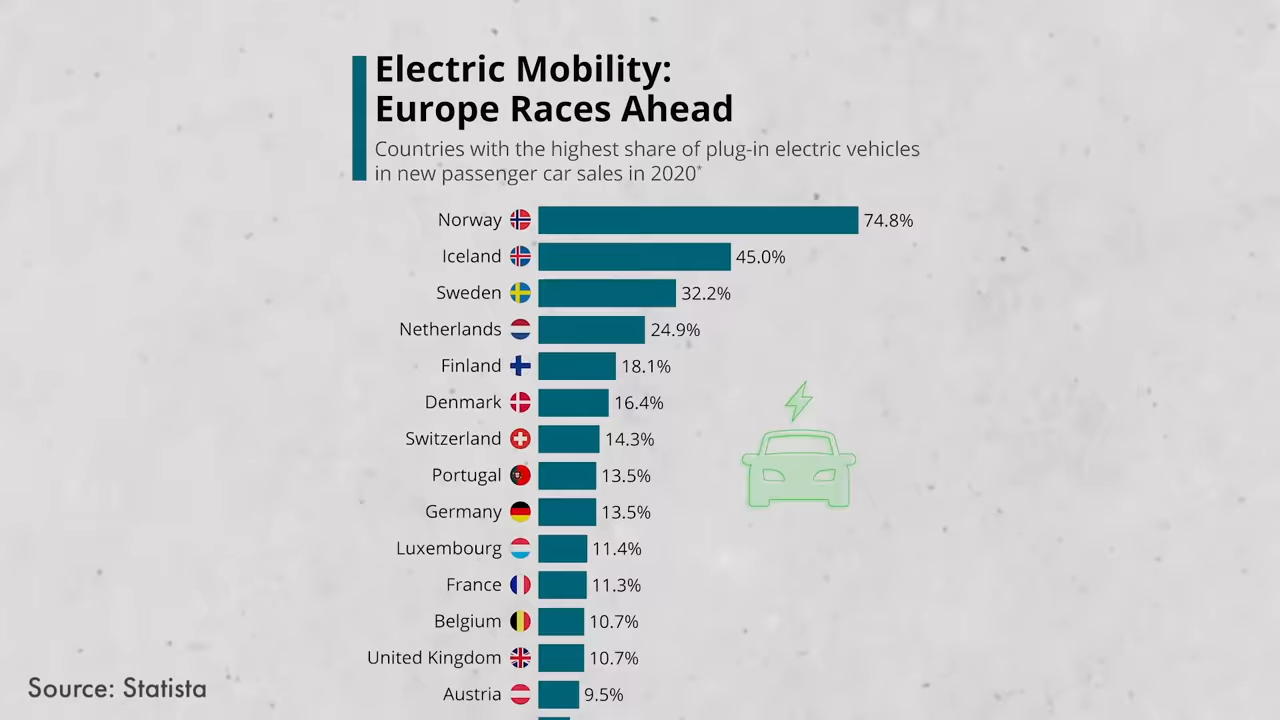 Electric Mobility:
Europe Races Ahead
Countries with the highest share of plug-in electric vehicles
in new passenger car sales in 2020*
Norway 74.8%
Iceland 45.0%
Sweden 32.2%
Netherlands 24.9%
Finland 18.1%
Denmark 16.4%
Switzerland 14.3%
Portugal 13.5%
Germany 13.5%
Luxembourg 11.4%
France 11.3%
Belgium 10.7%
United Kingdom 10.7%
Austria 9.5%
Source: Statista